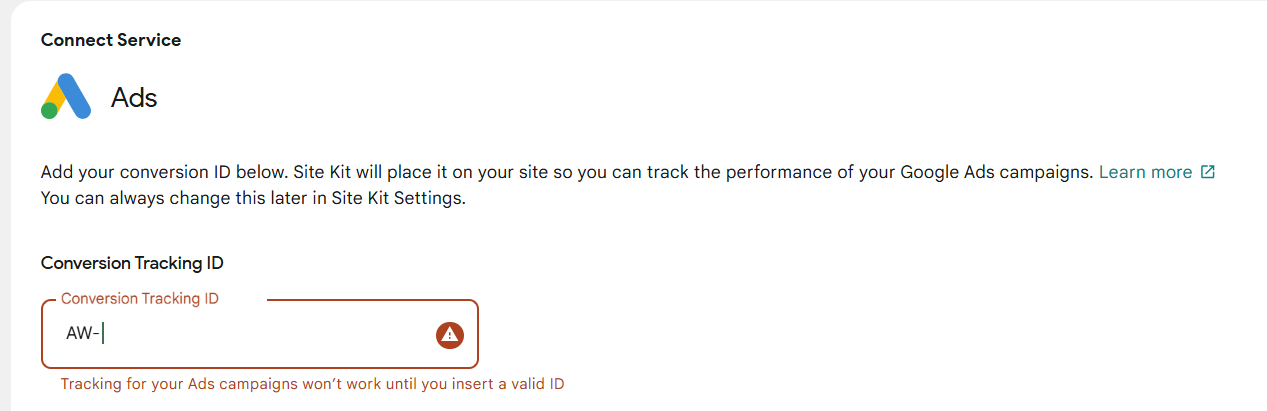 Connect Service
Ads
Add your conversion ID below. Site Kit will place it on your site so you can track the performance of your Google Ads campaigns. Learn more
You can always change this later in Site Kit Settings.
Conversion Tracking ID
Conversion Tracking ID
AW-
Tracking for your Ads campaigns won’t work until you insert a valid ID